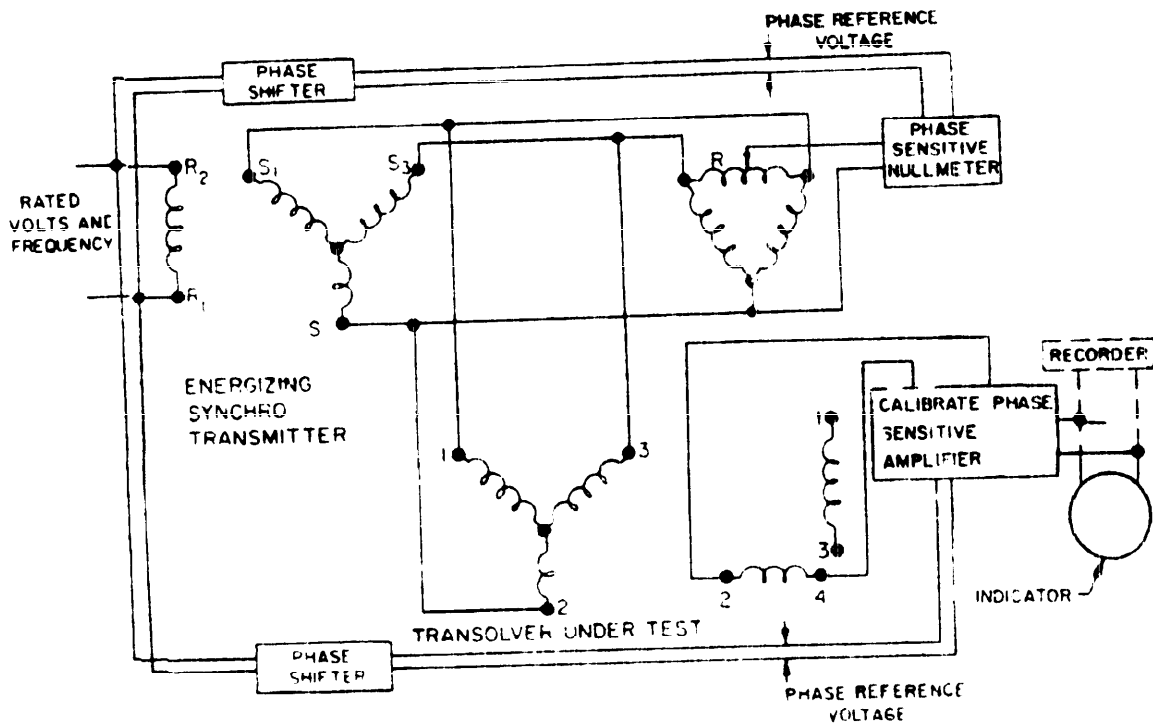 PHASE REFERENCE
VOLTAGE
PHASE
SHIFTER
PHASE
SENSITIVE
NULLMETER
R2
S1
S3
R
RATED
VOLTS AND
FREQUENCY
R1
S
ENERGIZING
SYNCHRO
TRANSMITTER
RECORDER
CALIBRATE PHASE
SENSITIVE
AMPLIFIER
1
3
1
3
2
2
4
INDICATOR
TRANSOLVER UNDER TEST
PHASE
SHIFTER
PHASE REFERENCE
VOLTAGE